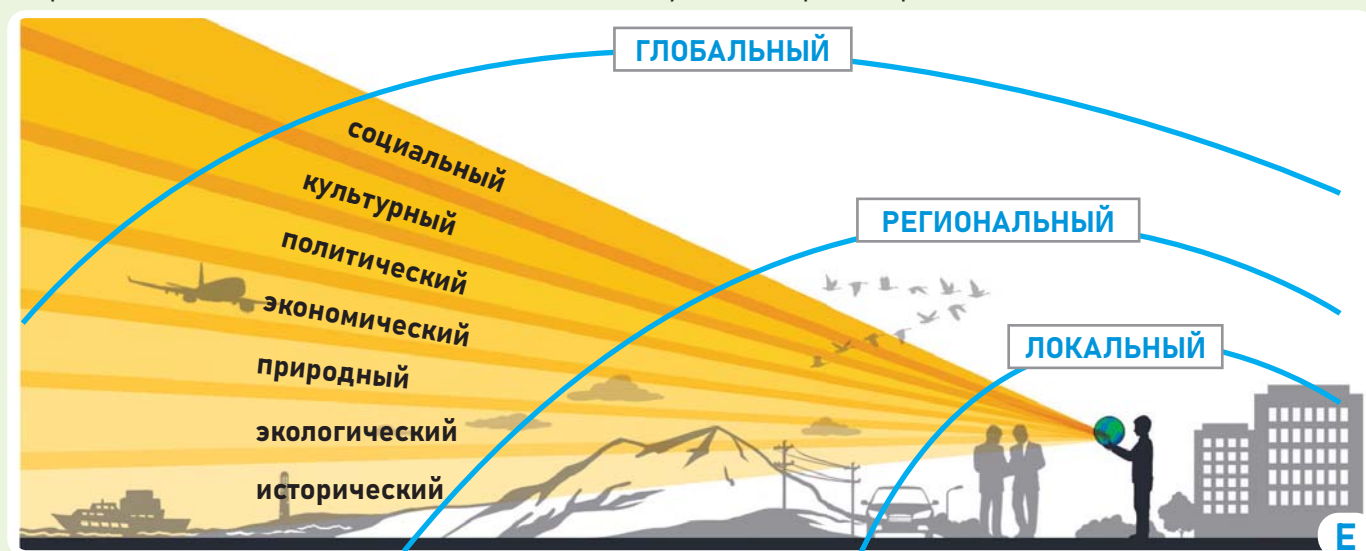 ГЛОБАЛЬНЫЙ
социальный
культурный
РЕГИОНАЛЬНЫЙ
политический
экономический
ЛОКАЛЬНЫЙ
природный
экологический
исторический
Е